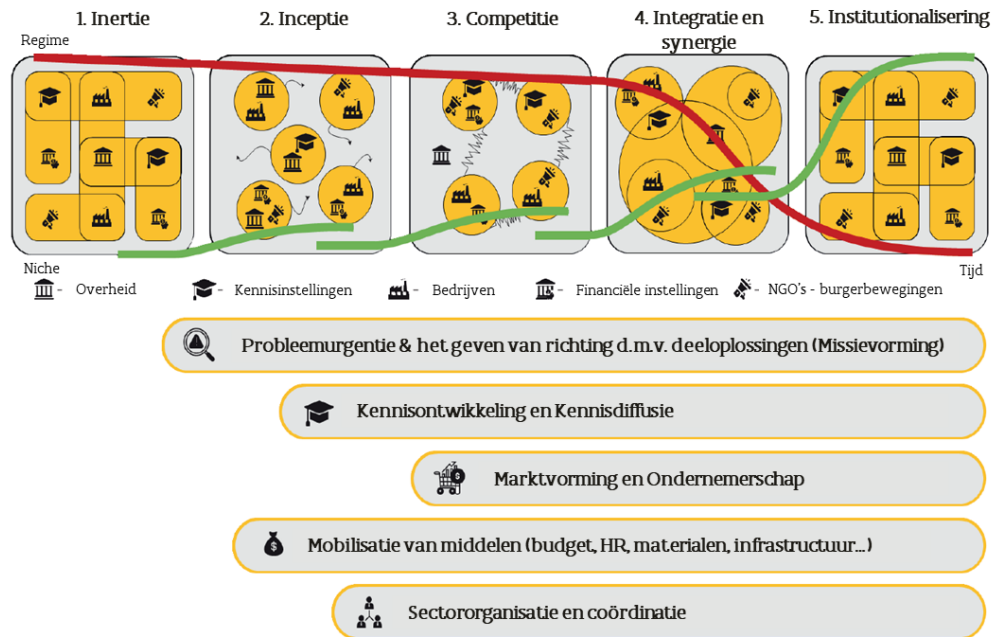 1. Inertie
2. Inceptie
3. Competitie
4. Integratie en
synergie
5. Institutionalisering
Regime
Niche
Tijd
- Overheid
- Kennisinstellingen
- Bedrijven
- Financiële instellingen
- NGO's - burgerbewegingen
Probleemurgentie & het geven van richting d.m.v. deeloplossingen (Missievorming)
Kennisontwikkeling en Kennisdiffusie
Marktvorming en Ondernemerschap
Mobilisatie van middelen (budget, HR, materialen, infrastructuur...)
Sectororganisatie en coördinatie